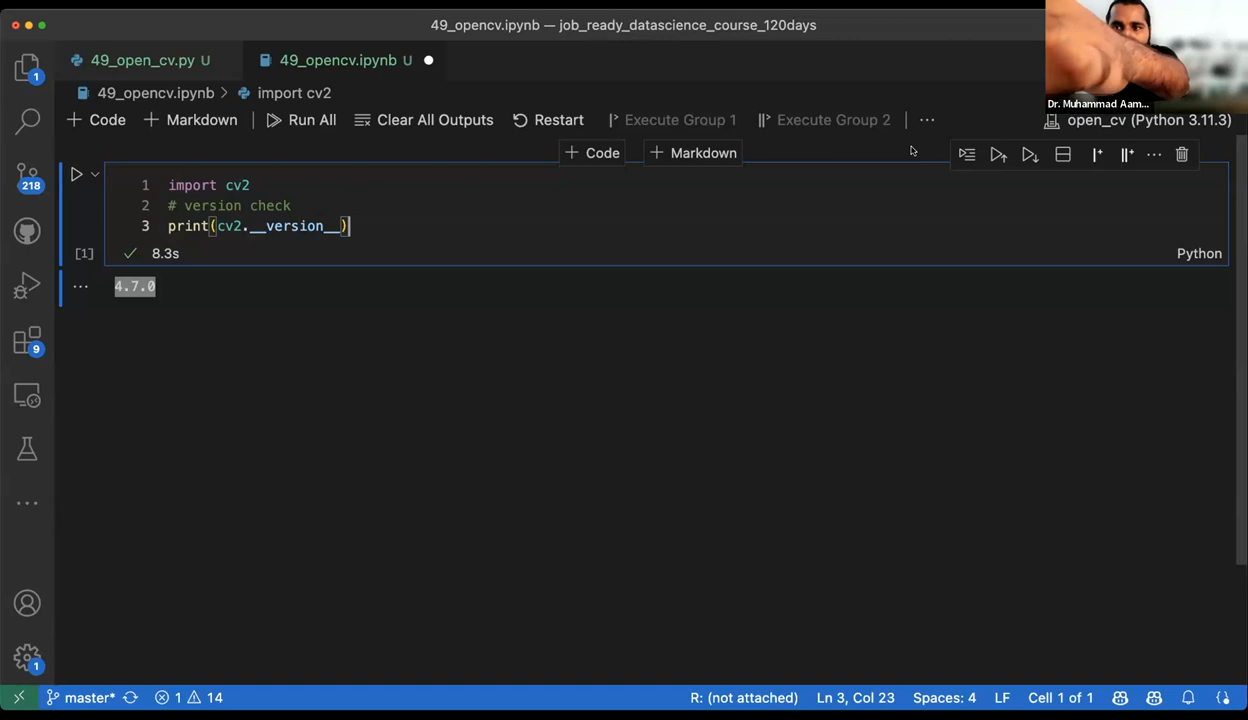 49_opencv.ipynb — job_ready_datascience_course_120days
49_open_cv.py U
49_opencv.ipynb U
49_opencv.ipynb > import cv2
Dr. Muhammad Aam...
+ Code + Markdown Run All Clear All Outputs Restart Execute Group 1 Execute Group 2 ... open_cv (Python 3.11.3)
+ Code + Markdown
1 import cv2
2 # version check
3 print(cv2.__version__)
[1] ✓ 8.3s Python
... 4.7.0
1
218
9
1
master* 1 14 R: (not attached) Ln 3, Col 23 Spaces: 4 LF Cell 1 of 1